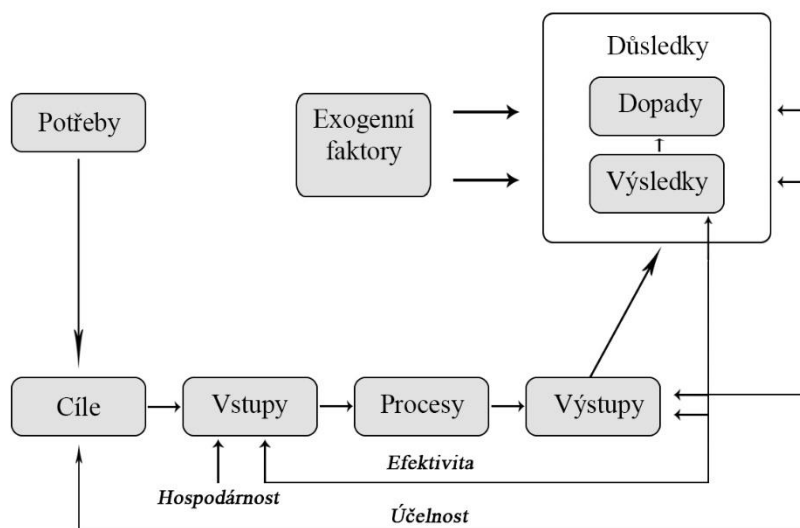 Důsledky
Potřeby
Exogenní
faktory
Dopady
Výsledky
Cíle
Vstupy
Procesy
Výstupy
Efektivita
Hospodárnost
Účelnost